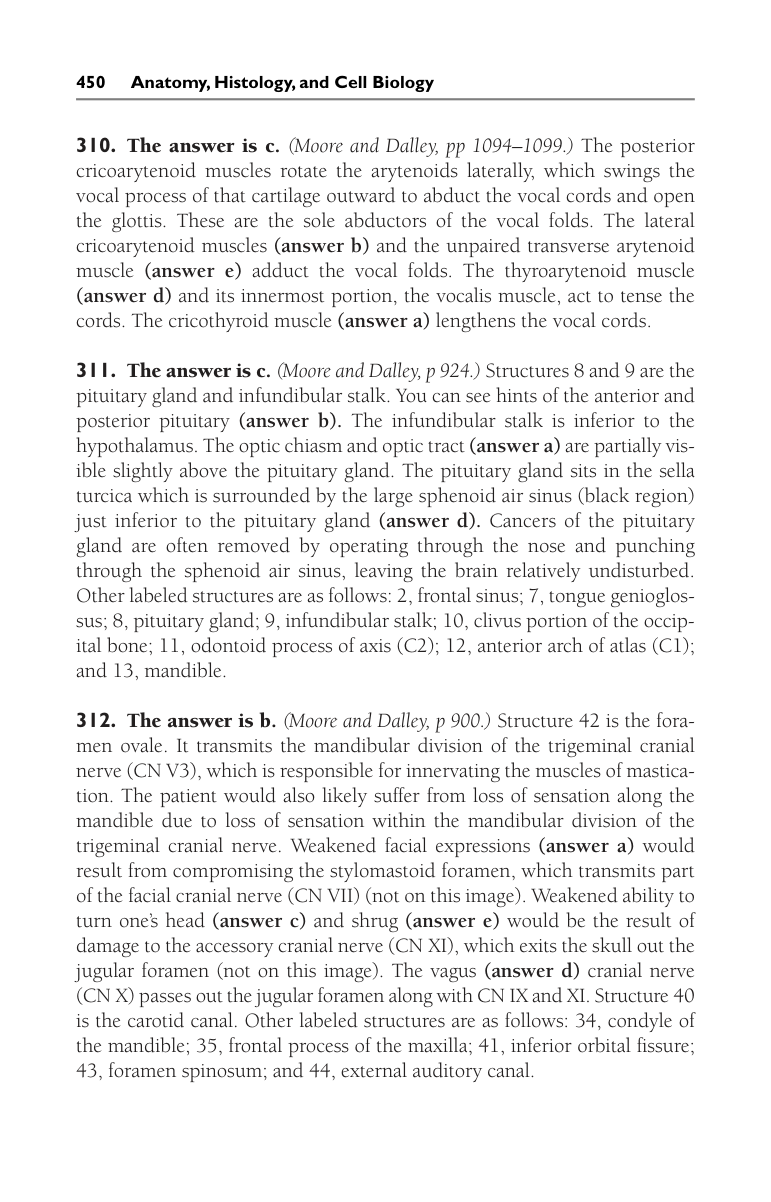 450 Anatomy, Histology, and Cell Biology
310. The answer is c. (Moore and Dalley, pp 1094–1099.) The posterior
cricoarytenoid muscles rotate the arytenoids laterally, which swings the
vocal process of that cartilage outward to abduct the vocal cords and open
the glottis. These are the sole abductors of the vocal folds. The lateral
cricoarytenoid muscles (answer b) and the unpaired transverse arytenoid
muscle (answer e) adduct the vocal folds. The thyroarytenoid muscle
(answer d) and its innermost portion, the vocalis muscle, act to tense the
cords. The cricothyroid muscle (answer a) lengthens the vocal cords.
311. The answer is c. (Moore and Dalley, p 924.) Structures 8 and 9 are the
pituitary gland and infundibular stalk. You can see hints of the anterior and
posterior pituitary (answer b). The infundibular stalk is inferior to the
hypothalamus. The optic chiasm and optic tract (answer a) are partially vis-
ible slightly above the pituitary gland. The pituitary gland sits in the sella
turcica which is surrounded by the large sphenoid air sinus (black region)
just inferior to the pituitary gland (answer d). Cancers of the pituitary
gland are often removed by operating through the nose and punching
through the sphenoid air sinus, leaving the brain relatively undisturbed.
Other labeled structures are as follows: 2, frontal sinus; 7, tongue genioglos-
sus; 8, pituitary gland; 9, infundibular stalk; 10, clivus portion of the occip-
ital bone; 11, odontoid process of axis (C2); 12, anterior arch of atlas (C1);
and 13, mandible.
312. The answer is b. (Moore and Dalley, p 900.) Structure 42 is the fora-
men ovale. It transmits the mandibular division of the trigeminal cranial
nerve (CN V3), which is responsible for innervating the muscles of mastica-
tion. The patient would also likely suffer from loss of sensation along the
mandible due to loss of sensation within the mandibular division of the
trigeminal cranial nerve. Weakened facial expressions (answer a) would
result from compromising the stylomastoid foramen, which transmits part
of the facial cranial nerve (CN VII) (not on this image). Weakened ability to
turn one's head (answer c) and shrug (answer e) would be the result of
damage to the accessory cranial nerve (CN XI), which exits the skull out the
jugular foramen (not on this image). The vagus (answer d) cranial nerve
(CN X) passes out the jugular foramen along with CN IX and XI. Structure 40
is the carotid canal. Other labeled structures are as follows: 34, condyle of
the mandible; 35, frontal process of the maxilla; 41, inferior orbital fissure;
43, foramen spinosum; and 44, external auditory canal.